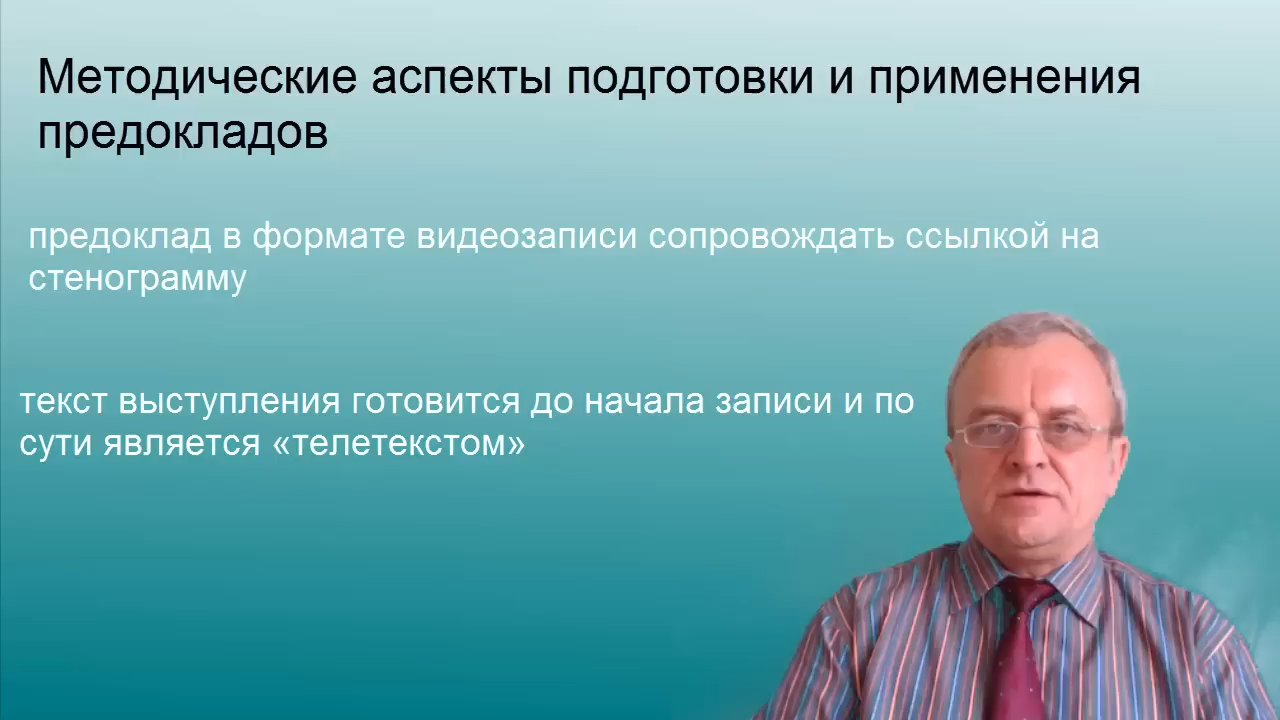 Методические аспекты подготовки и применения
предокладов
предоклад в формате видеозаписи сопровождать ссылкой на
стенограмму
текст выступления готовится до начала записи и по
сути является «телетекстом»